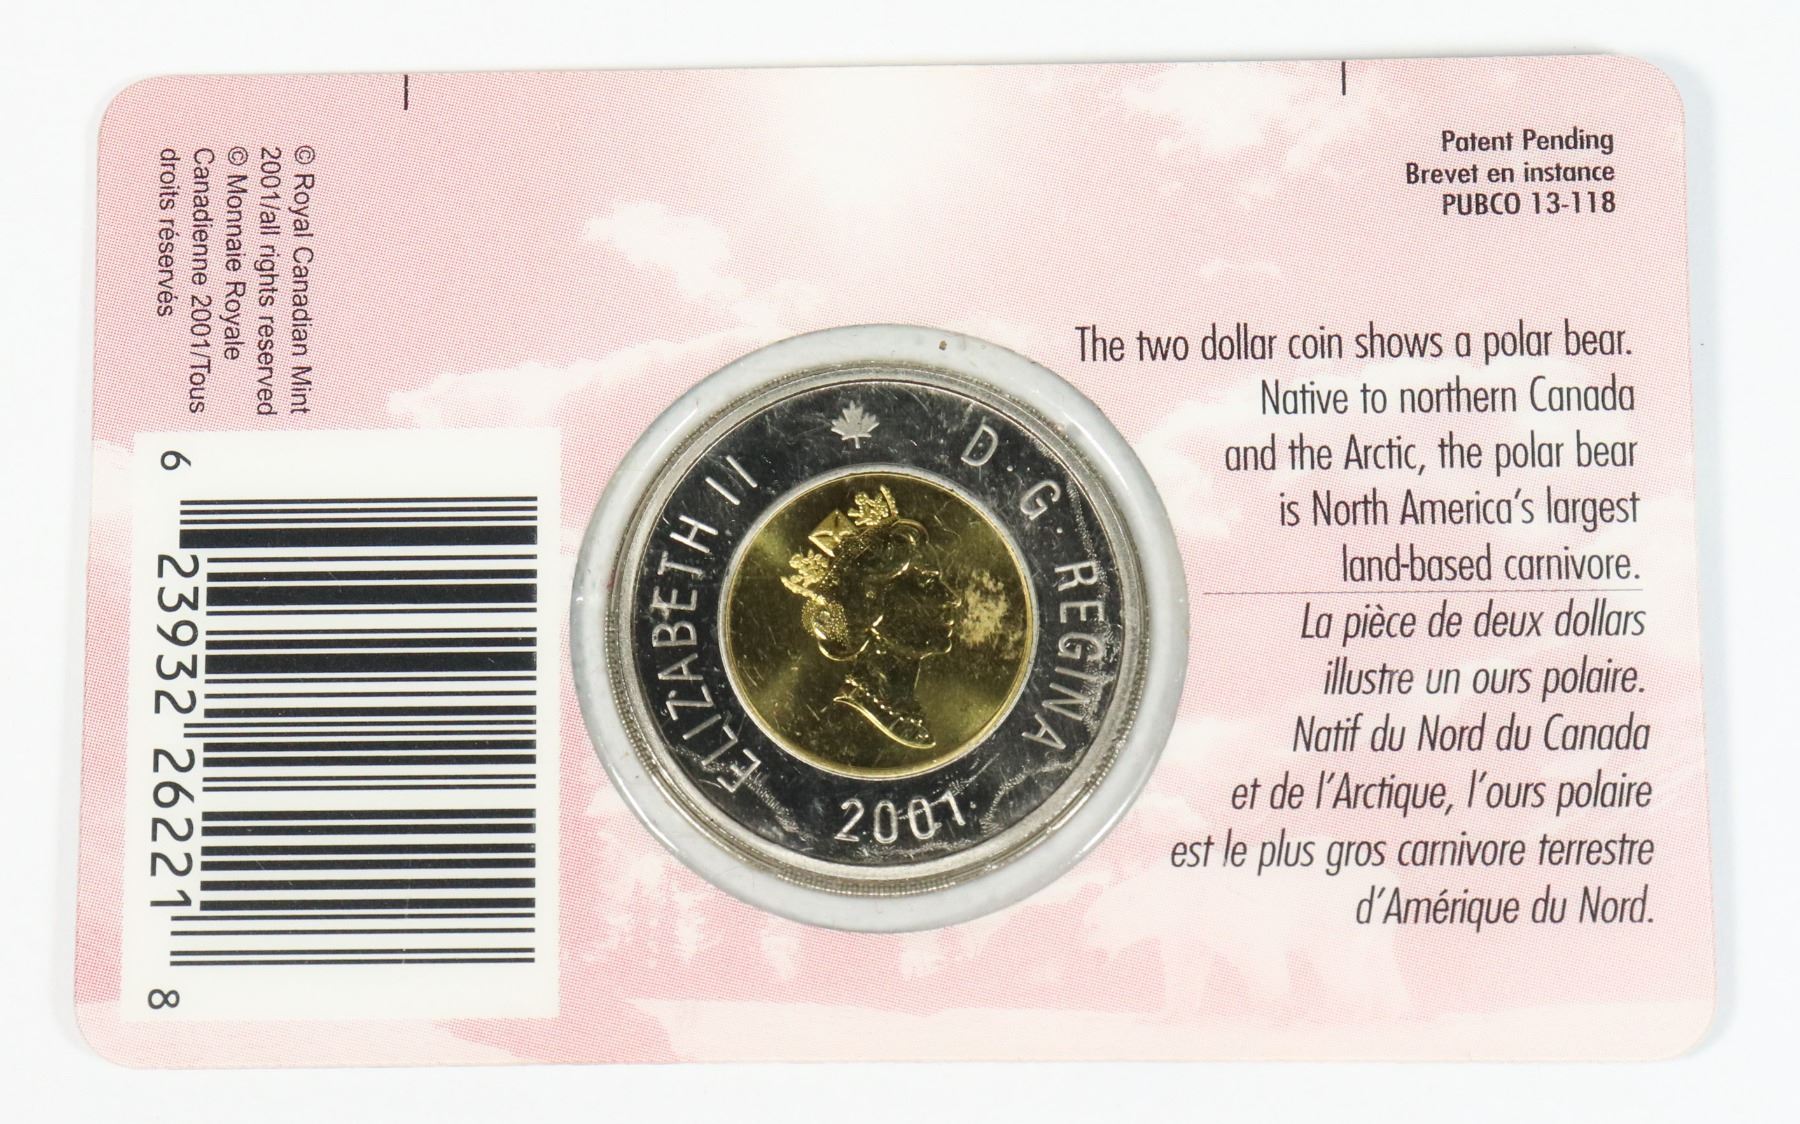 © Royal Canadian Mint
2001/all rights reserved
© Monnaie Royale
Canadienne 2001/Tous
droits réservés
6 23932 26221 8
ELIZABETH II D·G·REGINA
2001
Patent Pending
Brevet en instance
PUBCO 13-118
The two dollar coin shows a polar bear.
Native to northern Canada
and the Arctic, the polar bear
is North America's largest
land-based carnivore.
La pièce de deux dollars
illustre un ours polaire.
Natif du Nord du Canada
et de l'Arctique, l'ours polaire
est le plus gros carnivore terrestre
d'Amérique du Nord.